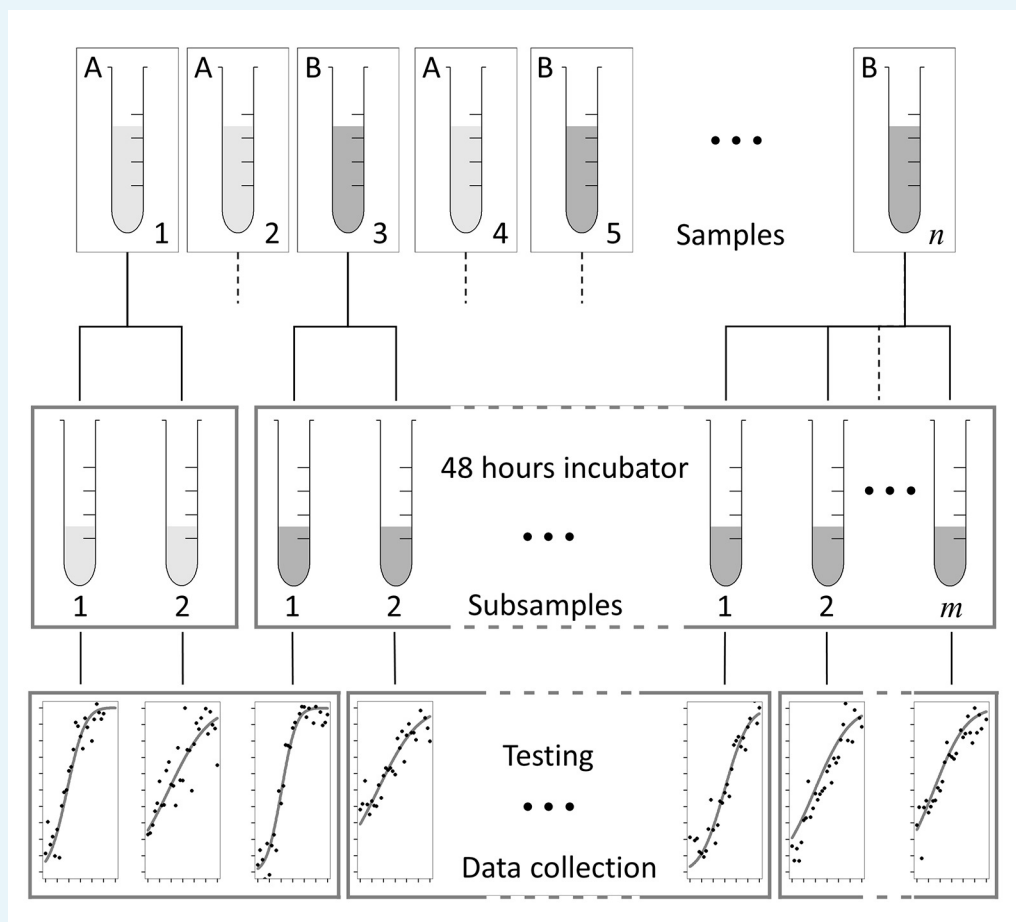 A A B A B B
1 2 3 4 5 Samples n
48 hours incubator
1 2 1 2 Subsamples 1 2 m
Testing
Data collection